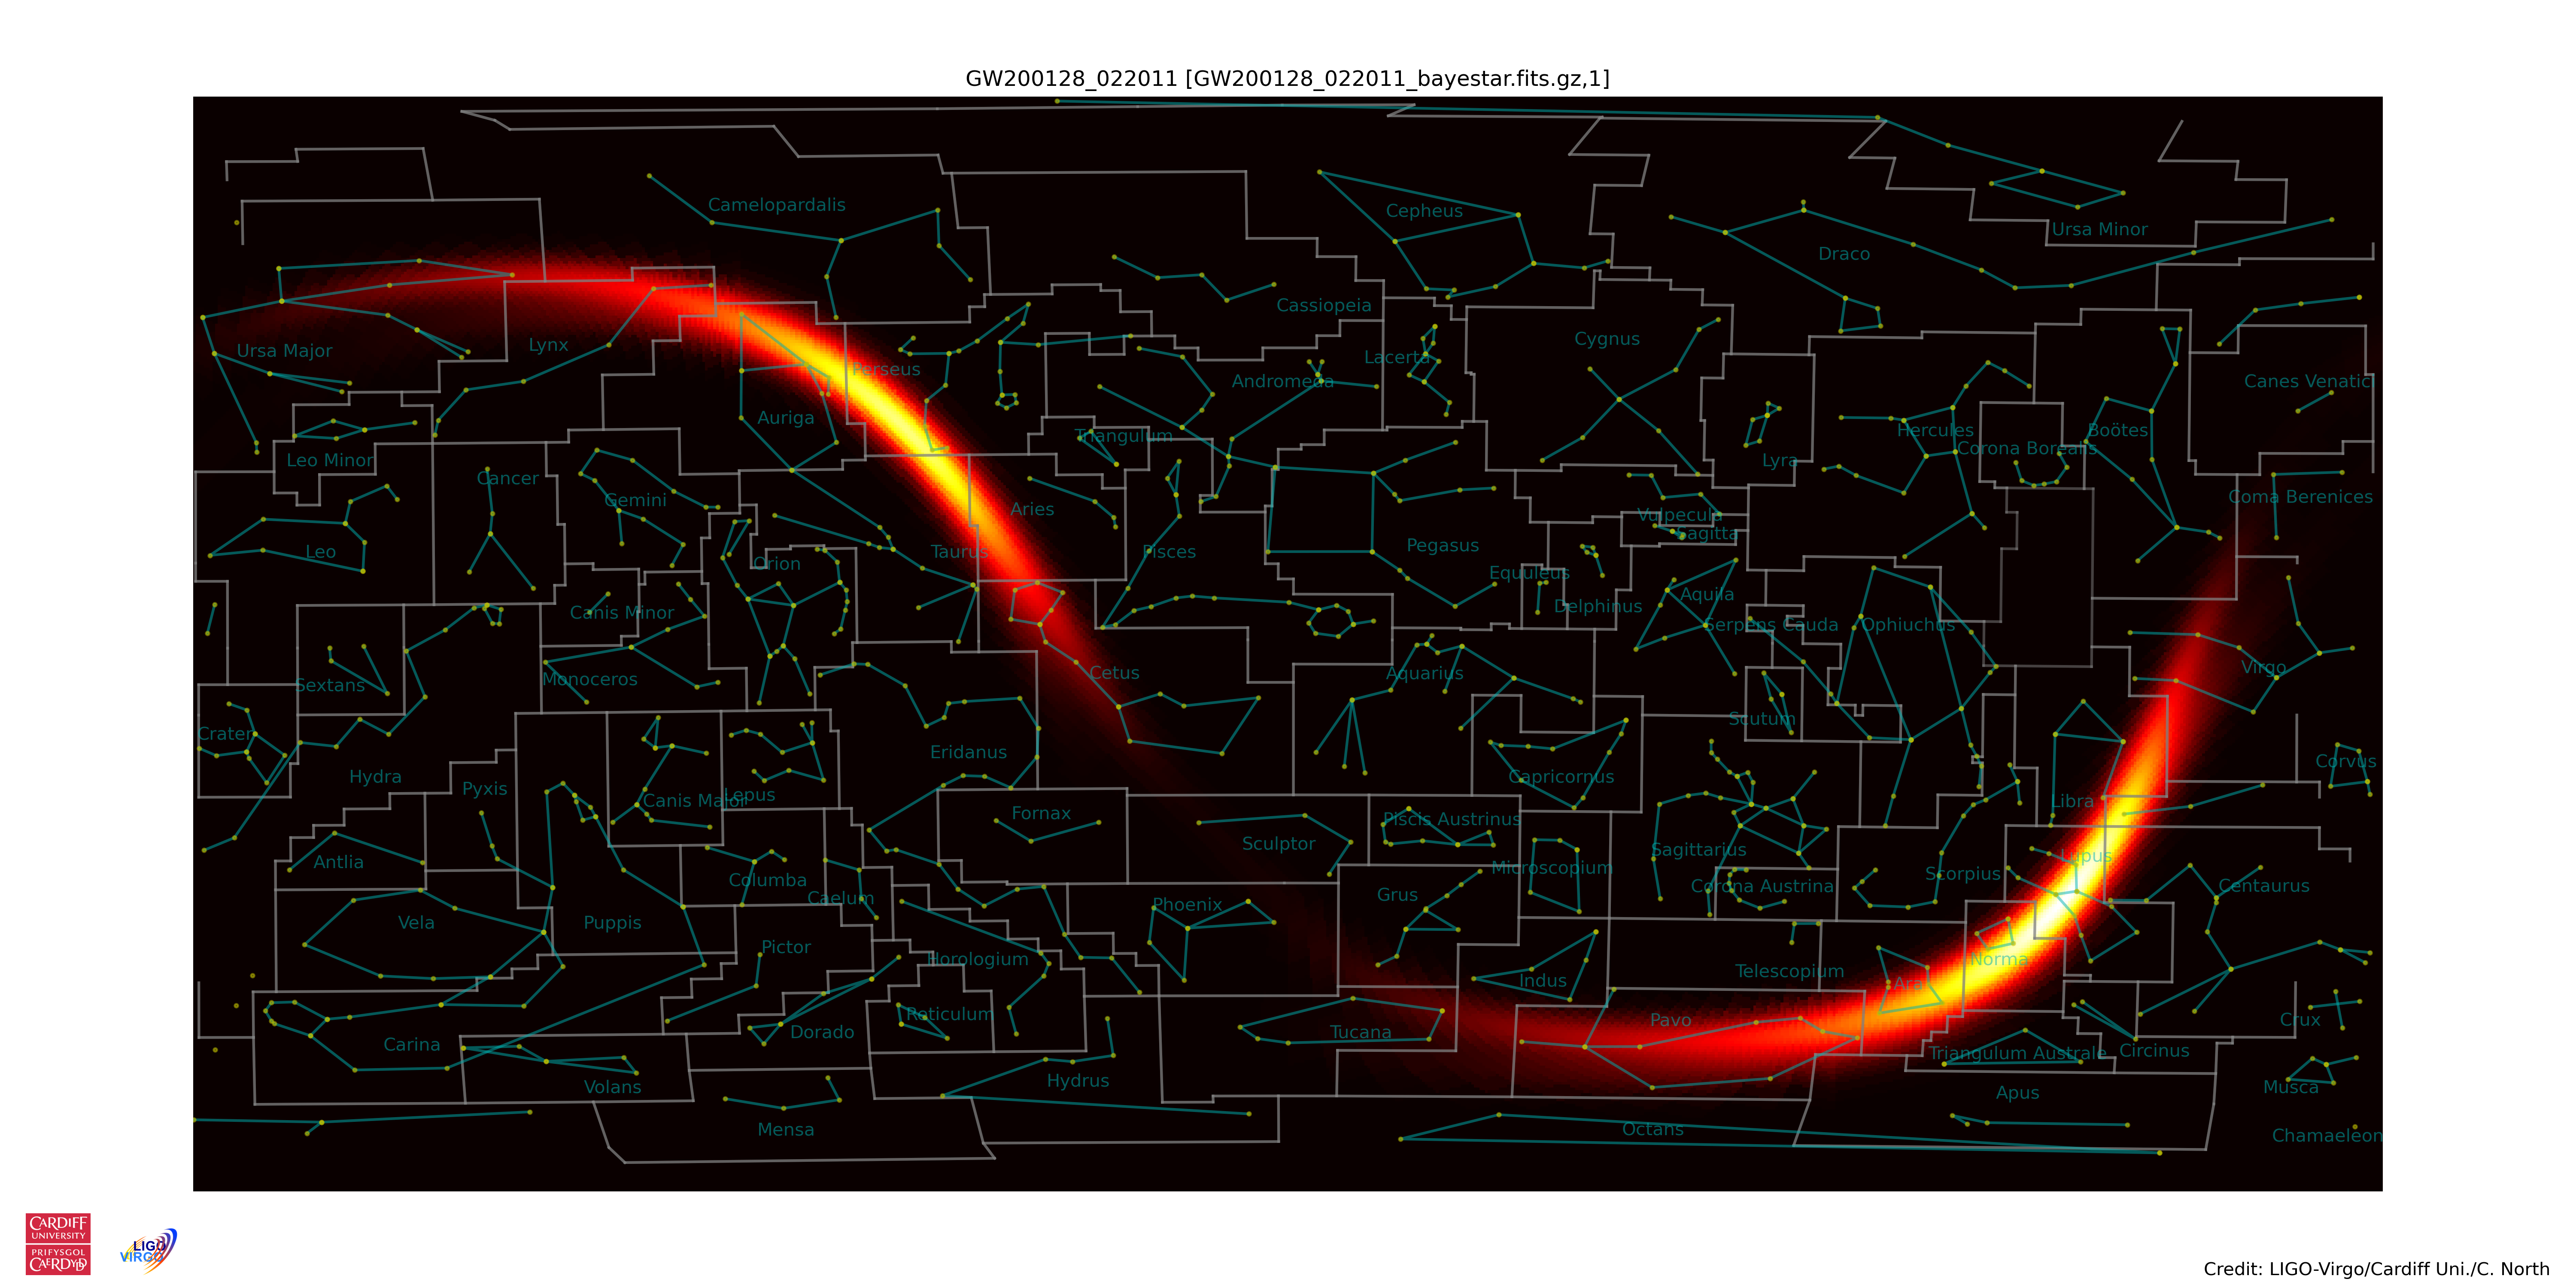 GW200128_022011 [GW200128_022011_bayestar.fits.gz,1]
Camelopardalis
Cepheus
Ursa Minor
Draco
Cassiopeia
Cygnus
Ursa Major
Lynx
Lacerta
Perseus
Andromeda
Canes Venatici
Auriga
Triangulum
Hercules
Boötes
Corona Borealis
Leo Minor
Lyra
Cancer
Gemini
Coma Berenices
Aries
Vulpecula
Sagitta
Leo
Orion
Taurus
Pisces
Pegasus
Equuleus
Canis Minor
Delphinus
Aquila
Serpens Cauda
Ophiuchus
Sextans
Monoceros
Cetus
Aquarius
Virgo
Crater
Scutum
Eridanus
Hydra
Pyxis
Capricornus
Corvus
Canis Major
Lepus
Libra
Fornax
Piscis Austrinus
Sculptor
Antlia
Sagittarius
Lupus
Microscopium
Columba
Caelum
Grus
Corona Austrina
Scorpius
Centaurus
Phoenix
Vela
Puppis
Pictor
Horologium
Indus
Telescopium
Norma
Ara
Reticulum
Carina
Dorado
Tucana
Pavo
Crux
Triangulum Australe
Circinus
Volans
Hydrus
Apus
Musca
Mensa
Octans
Chamaeleon
CARDIFF
UNIVERSITY
PRIFYSGOL
CAERDYDD
LIGO
VIRGO
Credit: LIGO-Virgo/Cardiff Uni./C. North